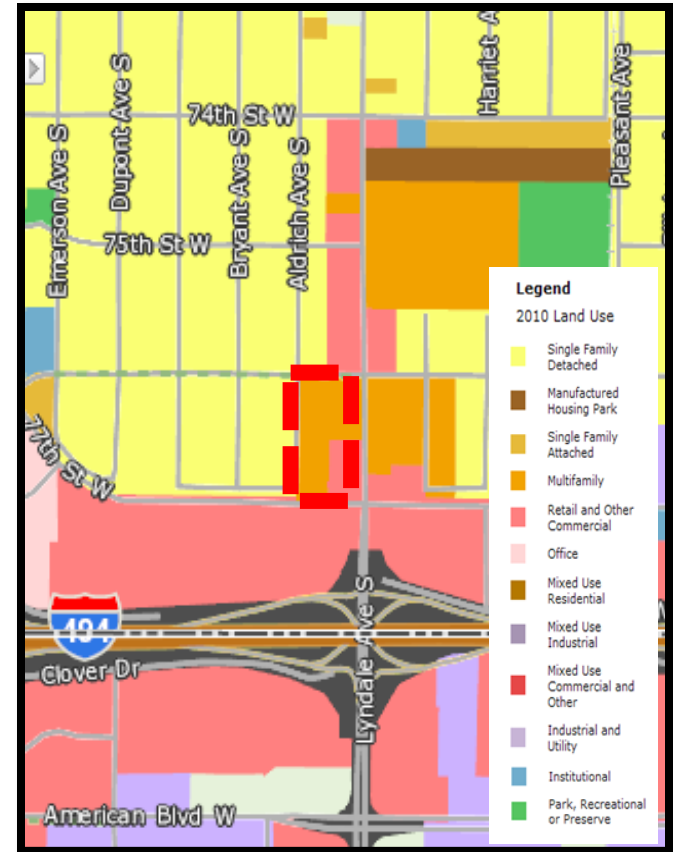 Harriet A
74th St W
Pleasant Ave
Dupont Ave S
Emerson Ave S
Bryant Ave S
Aldrich Ave S
75th St W
77th St W
494
Clover Dr
Lyndale Ave S
American Blvd W
Legend
2010 Land Use
Single Family
Detached
Manufactured
Housing Park
Single Family
Attached
Multifamily
Retail and Other
Commercial
Office
Mixed Use
Residential
Mixed Use
Industrial
Mixed Use
Commercial and
Other
Industrial and
Utility
Institutional
Park, Recreational
or Preserve